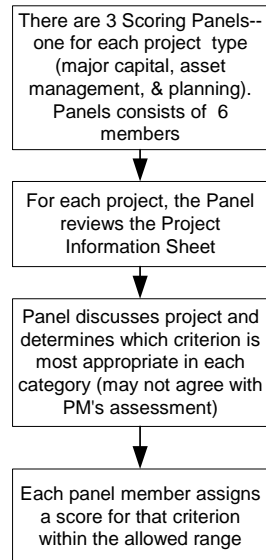 There are 3 Scoring Panels--
one for each project  type
(major capital, asset
management, & planning).
Panels consists of  6
members
For each project, the Panel
reviews the Project
Information Sheet
Panel discusses project and
determines which criterion is
most appropriate in each
category (may not agree with
PM's assessment)
Each panel member assigns
a score for that criterion
within the allowed range